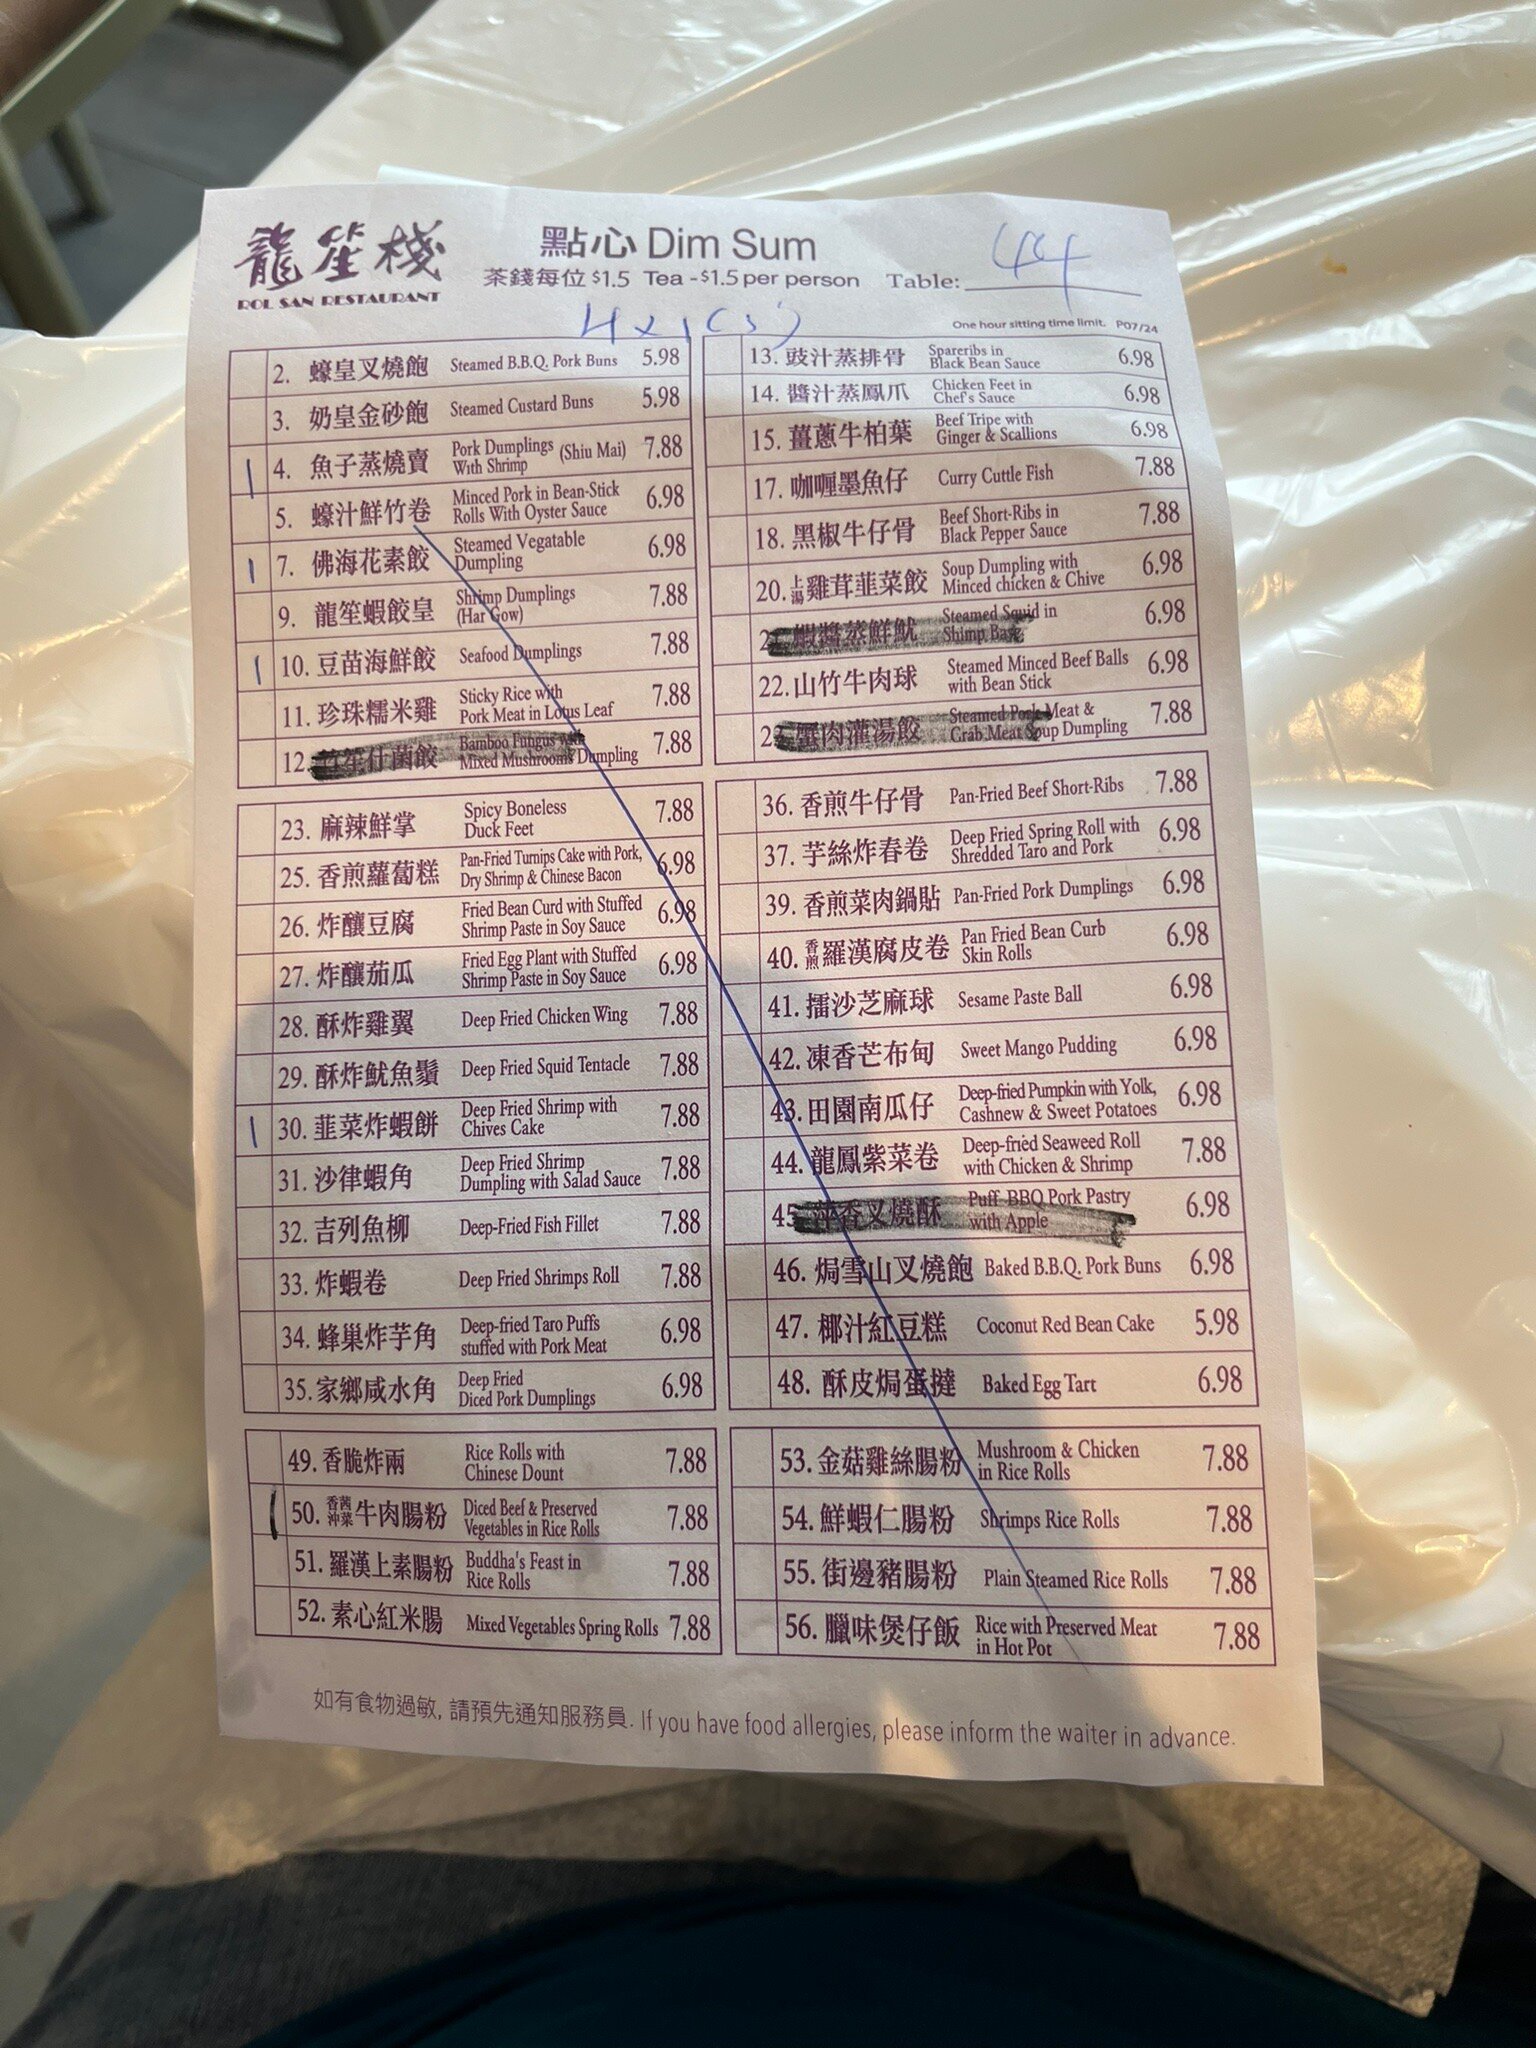 龍笙棧
ROL SAN RESTAURANT
點心 Dim Sum
茶錢每位 $1.5 Tea - $1.5 per person Table: 44
4 x 1 (3)
One hour sitting time limit. P07/24
2. 蠔皇叉燒飽 Steamed B.B.Q. Pork Buns 5.98
3. 奶皇金砂飽 Steamed Custard Buns 5.98
1 4. 魚子蒸燒賣 Pork Dumplings (Shiu Mai) 7.88
With Shrimp
5. 蠔汁鮮竹卷 Minced Pork in Bean-Stick 6.98
Rolls With Oyster Sauce
1 7. 佛海花素餃 Steamed Vegatable 6.98
Dumpling
9. 龍笙蝦餃皇 Shrimp Dumplings 7.88
(Har Gow)
1 10. 豆苗海鮮餃 Seafood Dumplings 7.88
11. 珍珠糯米雞 Sticky Rice with 7.88
Pork Meat in Lotus Leaf
12. 竹笙什菌餃 Bamboo Fungus with 7.88
Mixed Mushrooms Dumpling
13. 豉汁蒸排骨 Spareribs in 6.98
Black Bean Sauce
14. 醬汁蒸鳳爪 Chicken Feet in 6.98
Chef's Sauce
15. 薑蔥牛柏葉 Beef Tripe with 6.98
Ginger & Scallions
17. 咖喱墨魚仔 Curry Cuttle Fish 7.88
18. 黑椒牛仔骨 Beef Short-Ribs in 7.88
Black Pepper Sauce
20. 上湯雞茸韮菜餃 Soup Dumpling with 6.98
Minced chicken & Chive
蝦醬蒸鮮魷 Steamed Squid in 6.98
Shimp Base
22. 山竹牛肉球 Steamed Minced Beef Balls 6.98
with Bean Stick
蟹肉灌湯餃 Steamed Pork Meat & 7.88
Crab Meat Soup Dumpling
23. 麻辣鮮掌 Spicy Boneless 7.88
Duck Feet
25. 香煎蘿蔔糕 Pan-Fried Turnips Cake with Pork, 6.98
Dry Shrimp & Chinese Bacon
26. 炸釀豆腐 Fried Bean Curd with Stuffed 6.98
Shrimp Paste in Soy Sauce
27. 炸釀茄瓜 Fried Egg Plant with Stuffed 6.98
Shrimp Paste in Soy Sauce
28. 酥炸雞翼 Deep Fried Chicken Wing 7.88
29. 酥炸魷魚鬚 Deep Fried Squid Tentacle 7.88
1 30. 韮菜炸蝦餅 Deep Fried Shrimp with 7.88
Chives Cake
31. 沙律蝦角 Deep Fried Shrimp 7.88
Dumpling with Salad Sauce
32. 吉列魚柳 Deep-Fried Fish Fillet 7.88
33. 炸蝦卷 Deep Fried Shrimps Roll 7.88
34. 蜂巢炸芋角 Deep-fried Taro Puffs 6.98
stuffed with Pork Meat
35. 家鄉咸水角 Deep Fried 6.98
Diced Pork Dumplings
36. 香煎牛仔骨 Pan-Fried Beef Short-Ribs 7.88
37. 芋絲炸春卷 Deep Fried Spring Roll with 6.98
Shredded Taro and Pork
39. 香煎菜肉鍋貼 Pan-Fried Pork Dumplings 6.98
40. 香煎羅漢腐皮卷 Pan Fried Bean Curb 6.98
Skin Rolls
41. 擂沙芝麻球 Sesame Paste Ball 6.98
42. 凍香芒布甸 Sweet Mango Pudding 6.98
43. 田園南瓜仔 Deep-fried Pumpkin with Yolk, 6.98
Cashnew & Sweet Potatoes
44. 龍鳳紫菜卷 Deep-fried Seaweed Roll 7.88
with Chicken & Shrimp
45. 萍香叉燒酥 Puff BBQ Pork Pastry 6.98
with Apple
46. 焗雪山叉燒飽 Baked B.B.Q. Pork Buns 6.98
47. 椰汁紅豆糕 Coconut Red Bean Cake 5.98
48. 酥皮焗蛋撻 Baked Egg Tart 6.98
49. 香脆炸兩 Rice Rolls with 7.88
Chinese Dount
1 50. 香茜沖菜牛肉腸粉 Diced Beef & Preserved 7.88
Vegetables in Rice Rolls
51. 羅漢上素腸粉 Buddha's Feast in 7.88
Rice Rolls
52. 素心紅米腸 Mixed Vegetables Spring Rolls 7.88
53. 金菇雞絲腸粉 Mushroom & Chicken 7.88
in Rice Rolls
54. 鮮蝦仁腸粉 Shrimps Rice Rolls 7.88
55. 街邊豬腸粉 Plain Steamed Rice Rolls 7.88
56. 臘味煲仔飯 Rice with Preserved Meat 7.88
in Hot Pot
如有食物過敏, 請預先通知服務員. If you have food allergies, please inform the waiter in advance.